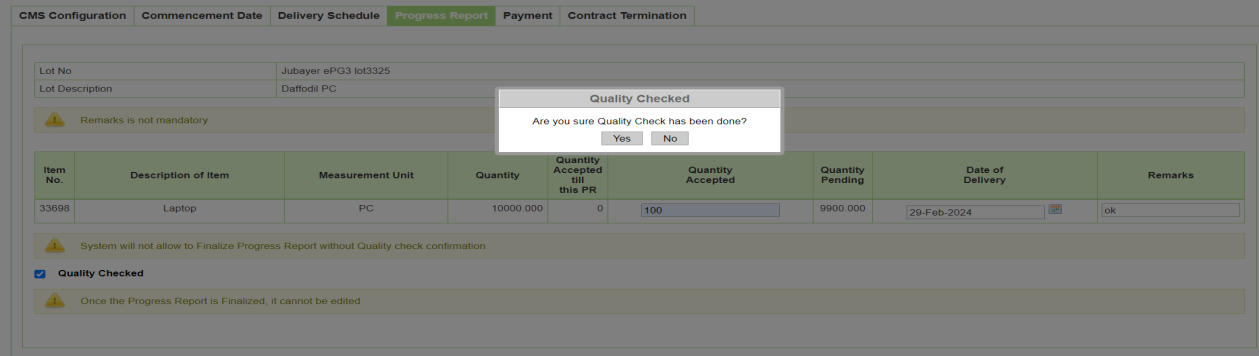 CMS Configuration Commencement Date Delivery Schedule Progress Report Payment Contract Termination
Lot No Jubayer ePG3 lot3325
Lot Description Daffodil PC
Quality Checked
Are you sure Quality Check has been done?
Yes No
Remarks is not mandatory
Item No. Description of Item Measurement Unit Quantity Quantity Accepted till this PR Quantity Accepted Quantity Pending Date of Delivery Remarks
33698 Laptop PC 10000.000 0 100 9900.000 29-Feb-2024 ok
System will not allow to Finalize Progress Report without Quality check confirmation
Quality Checked
Once the Progress Report is Finalized, it cannot be edited